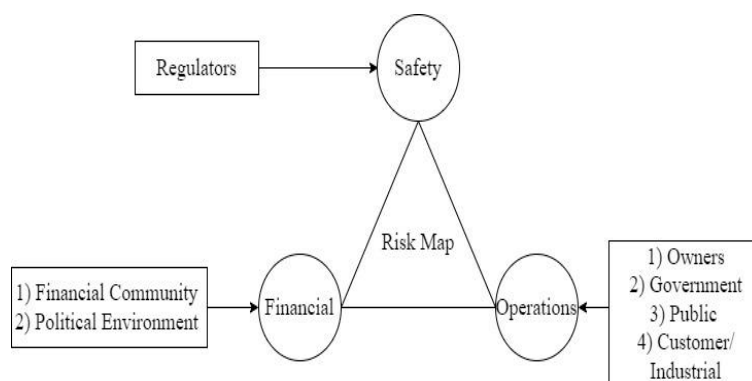 Regulators
Safety
Risk Map
1) Financial Community
2) Political Environment
Financial
Operations
1) Owners
2) Government
3) Public
4) Customer/
Industrial